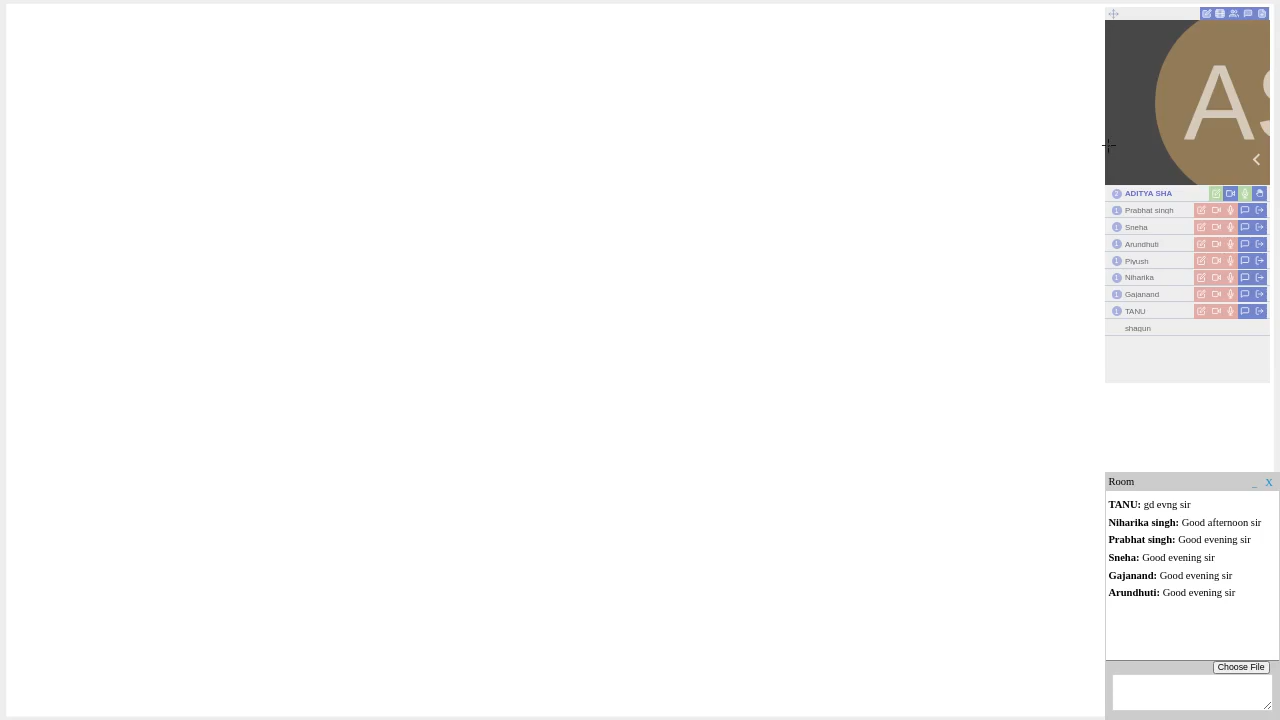 AS
ADITYA SHA
Prabhat singh
Sneha
Arundhuti
Piyush
Niharika
Gajanand
TANU
shagun
Room _ X
TANU: gd evng sir
Niharika singh: Good afternoon sir
Prabhat singh: Good evening sir
Sneha: Good evening sir
Gajanand: Good evening sir
Arundhuti: Good evening sir
Choose File